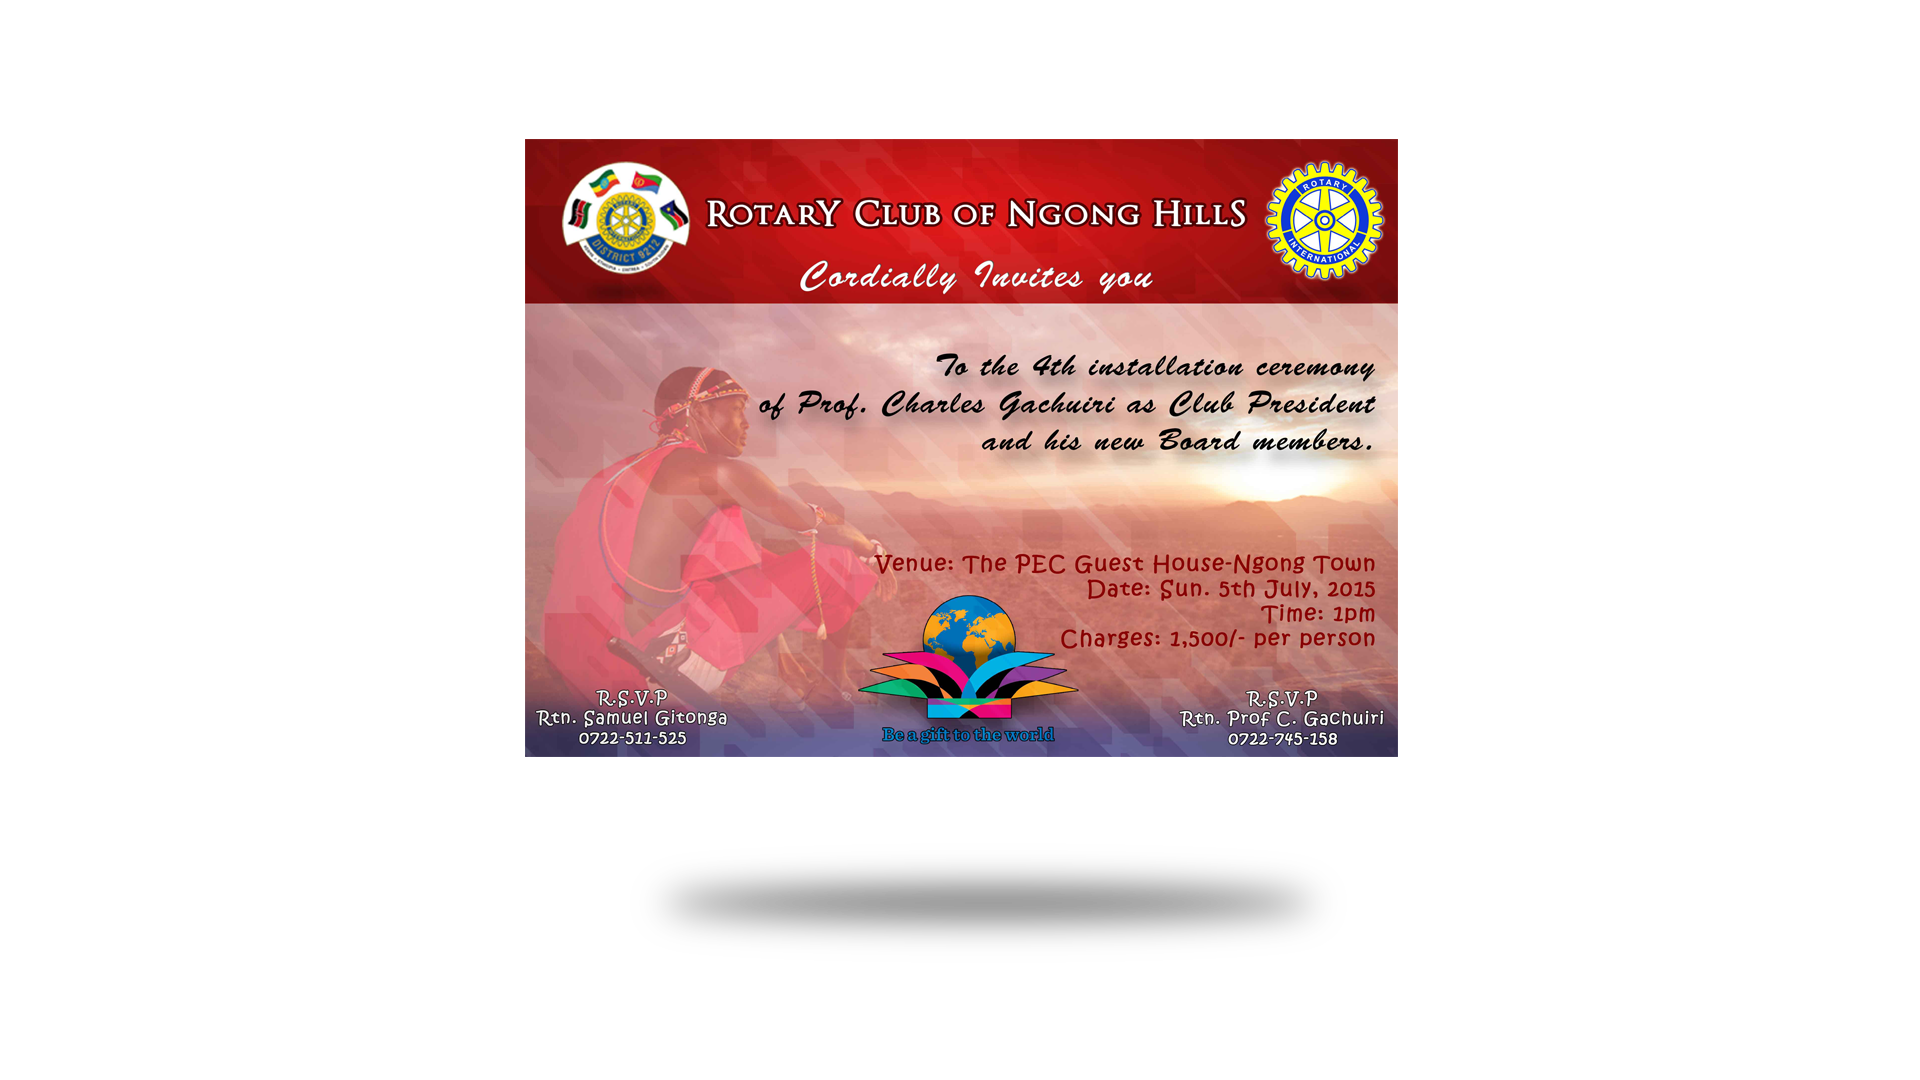 ROTARY CLUB OF NGONG HILLS
Cordially Invites you
DISTRICT 9212
ROTARY
INTERNATIONAL
To the 4th installation ceremony
of Prof. Charles Gachuiri as Club President
and his new Board members.
Venue: The PEC Guest House-Ngong Town
Date: Sun. 5th July, 2015
Time: 1pm
Charges: 1,500/- per person
R.S.V.P
Rtn. Samuel Gitonga
0722-511-525
Be a gift to the world
R.S.V.P
Rtn. Prof C. Gachuiri
0722-745-158